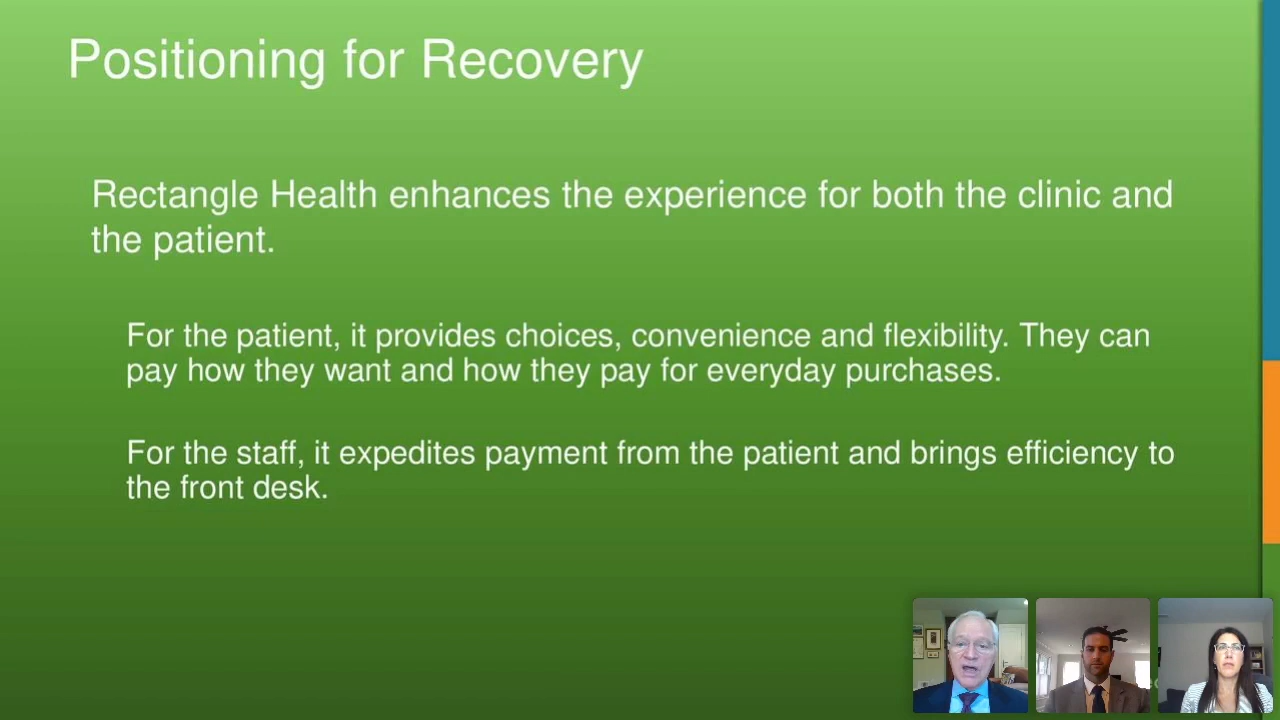 Positioning for Recovery
Rectangle Health enhances the experience for both the clinic and
the patient.
For the patient, it provides choices, convenience and flexibility. They can
pay how they want and how they pay for everyday purchases.
For the staff, it expedites payment from the patient and brings efficiency to
the front desk.